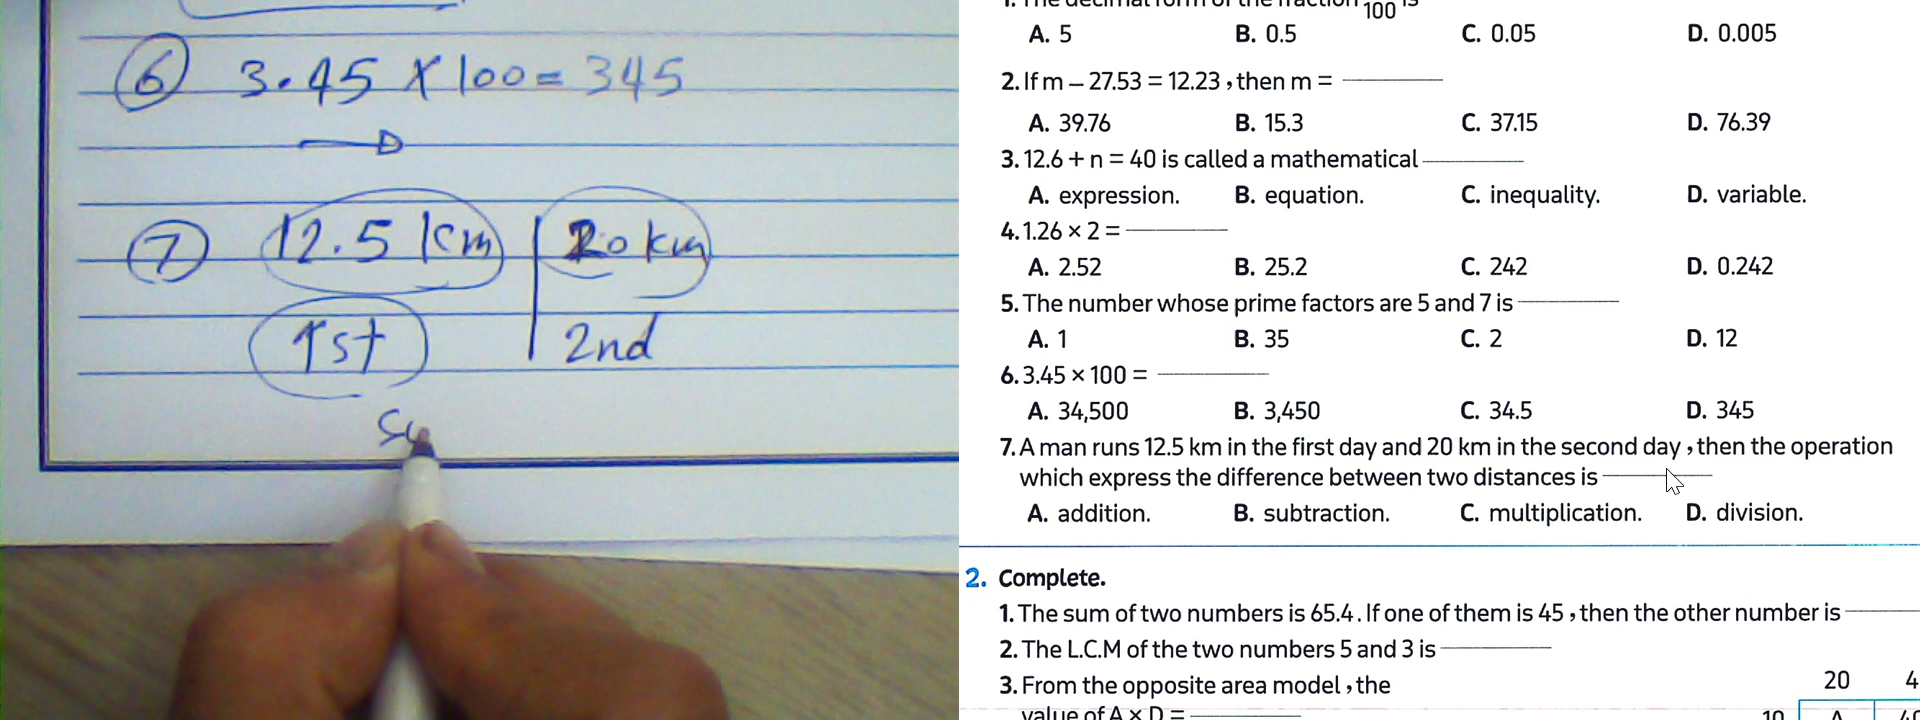 6 3.45 × 100 = 345
7 12.5 km | 20 km
1st | 2nd
Su
100
A. 5 B. 0.5 C. 0.05 D. 0.005
2. If m – 27.53 = 12.23 , then m =
A. 39.76 B. 15.3 C. 37.15 D. 76.39
3. 12.6 + n = 40 is called a mathematical
A. expression. B. equation. C. inequality. D. variable.
4. 1.26 × 2 =
A. 2.52 B. 25.2 C. 242 D. 0.242
5. The number whose prime factors are 5 and 7 is
A. 1 B. 35 C. 2 D. 12
6. 3.45 × 100 =
A. 34,500 B. 3,450 C. 34.5 D. 345
7. A man runs 12.5 km in the first day and 20 km in the second day , then the operation
which express the difference between two distances is
A. addition. B. subtraction. C. multiplication. D. division.
2. Complete.
1. The sum of two numbers is 65.4 . If one of them is 45 , then the other number is
2. The L.C.M of the two numbers 5 and 3 is
3. From the opposite area model , the
20 4
value of A × D =
10 A 40